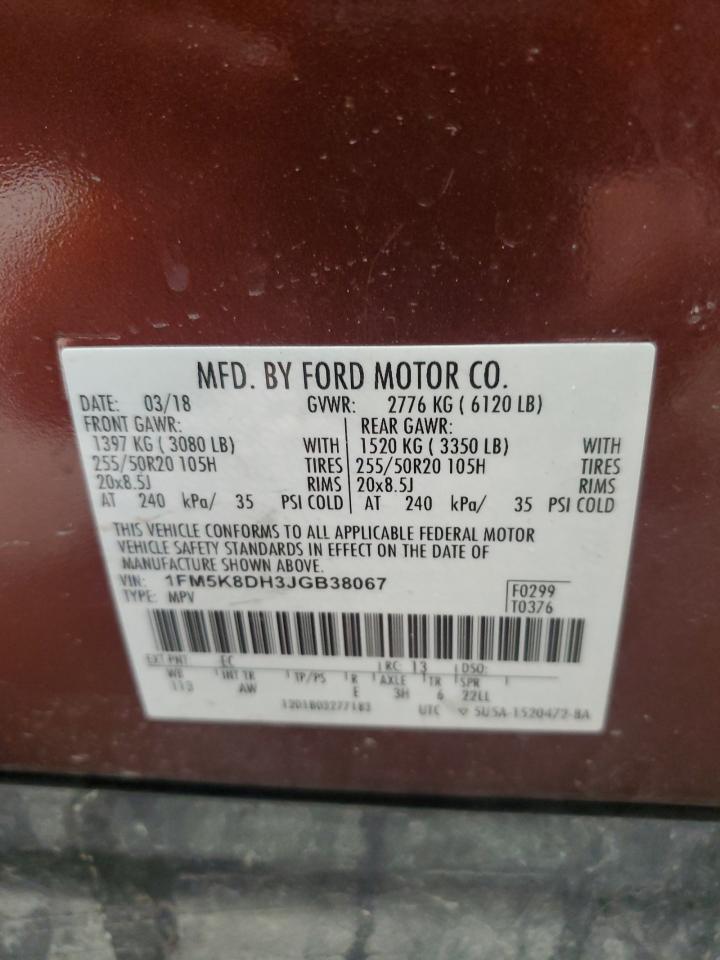 MFD. BY FORD MOTOR CO.
DATE: 03/18 GVWR: 2776 KG ( 6120 LB)
FRONT GAWR: REAR GAWR:
1397 KG ( 3080 LB) WITH 1520 KG ( 3350 LB) WITH
255/50R20 105H TIRES 255/50R20 105H TIRES
20x8.5J RIMS 20x8.5J RIMS
AT 240 kPa/ 35 PSI COLD AT 240 kPa/ 35 PSI COLD
THIS VEHICLE CONFORMS TO ALL APPLICABLE FEDERAL MOTOR
VEHICLE SAFETY STANDARDS IN EFFECT ON THE DATE OF
MANUFACTURE SHOWN ABOVE.
VIN: 1FM5K8DH3JGB38067 F0299
TYPE: MPV T0376
EXT PNT: EC RC: 13 DSO:
WB INT TR TP/PS R AXLE TR SPR
113 AW E 3H 6 22LL
UTC ▽ 5U5A-1520472-BA